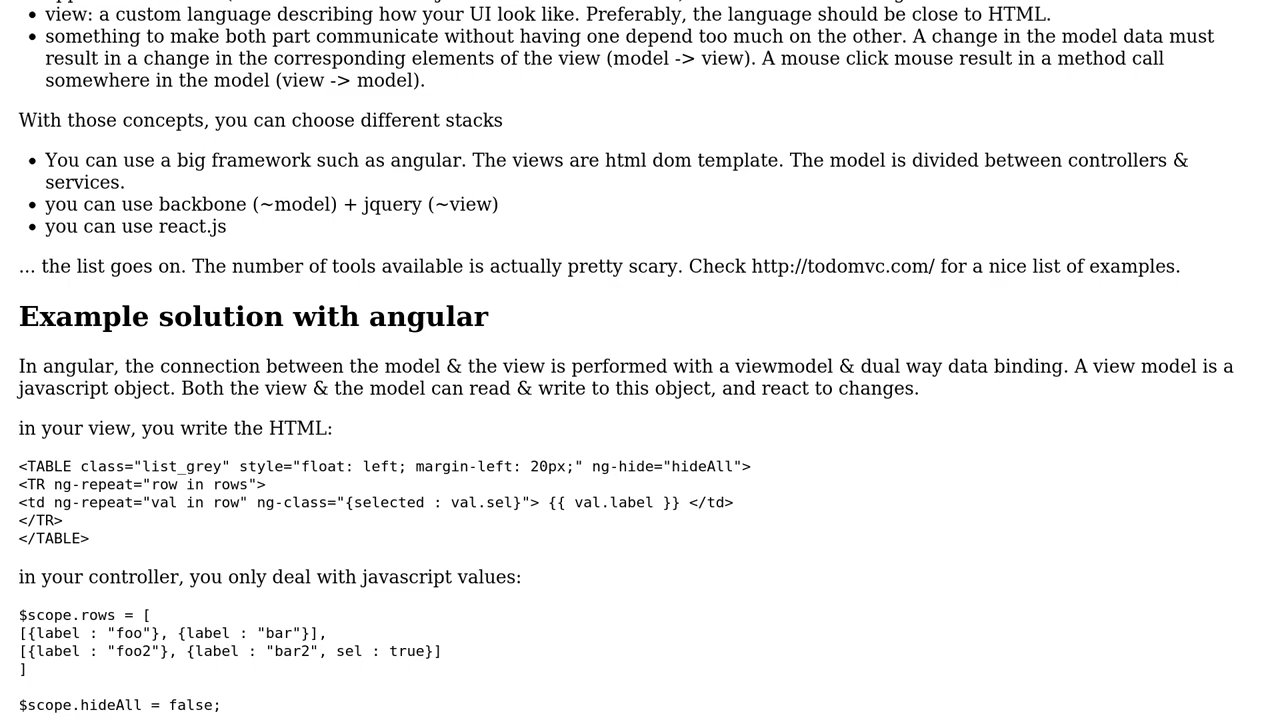 • view: a custom language describing how your UI look like. Preferably, the language should be close to HTML.
• something to make both part communicate without having one depend too much on the other. A change in the model data must
result in a change in the corresponding elements of the view (model -> view). A mouse click mouse result in a method call
somewhere in the model (view -> model).
With those concepts, you can choose different stacks
• You can use a big framework such as angular. The views are html dom template. The model is divided between controllers &
services.
• you can use backbone (~model) + jquery (~view)
• you can use react.js
... the list goes on. The number of tools available is actually pretty scary. Check http://todomvc.com/ for a nice list of examples.
Example solution with angular
In angular, the connection between the model & the view is performed with a viewmodel & dual way data binding. A view model is a
javascript object. Both the view & the model can read & write to this object, and react to changes.
in your view, you write the HTML:
<TABLE class="list_grey" style="float: left; margin-left: 20px;" ng-hide="hideAll">
<TR ng-repeat="row in rows">
<td ng-repeat="val in row" ng-class="{selected : val.sel}"> {{ val.label }} </td>
</TR>
</TABLE>
in your controller, you only deal with javascript values:
$scope.rows = [
[{label : "foo"}, {label : "bar"}],
[{label : "foo2"}, {label : "bar2", sel : true}]
]
$scope.hideAll = false;